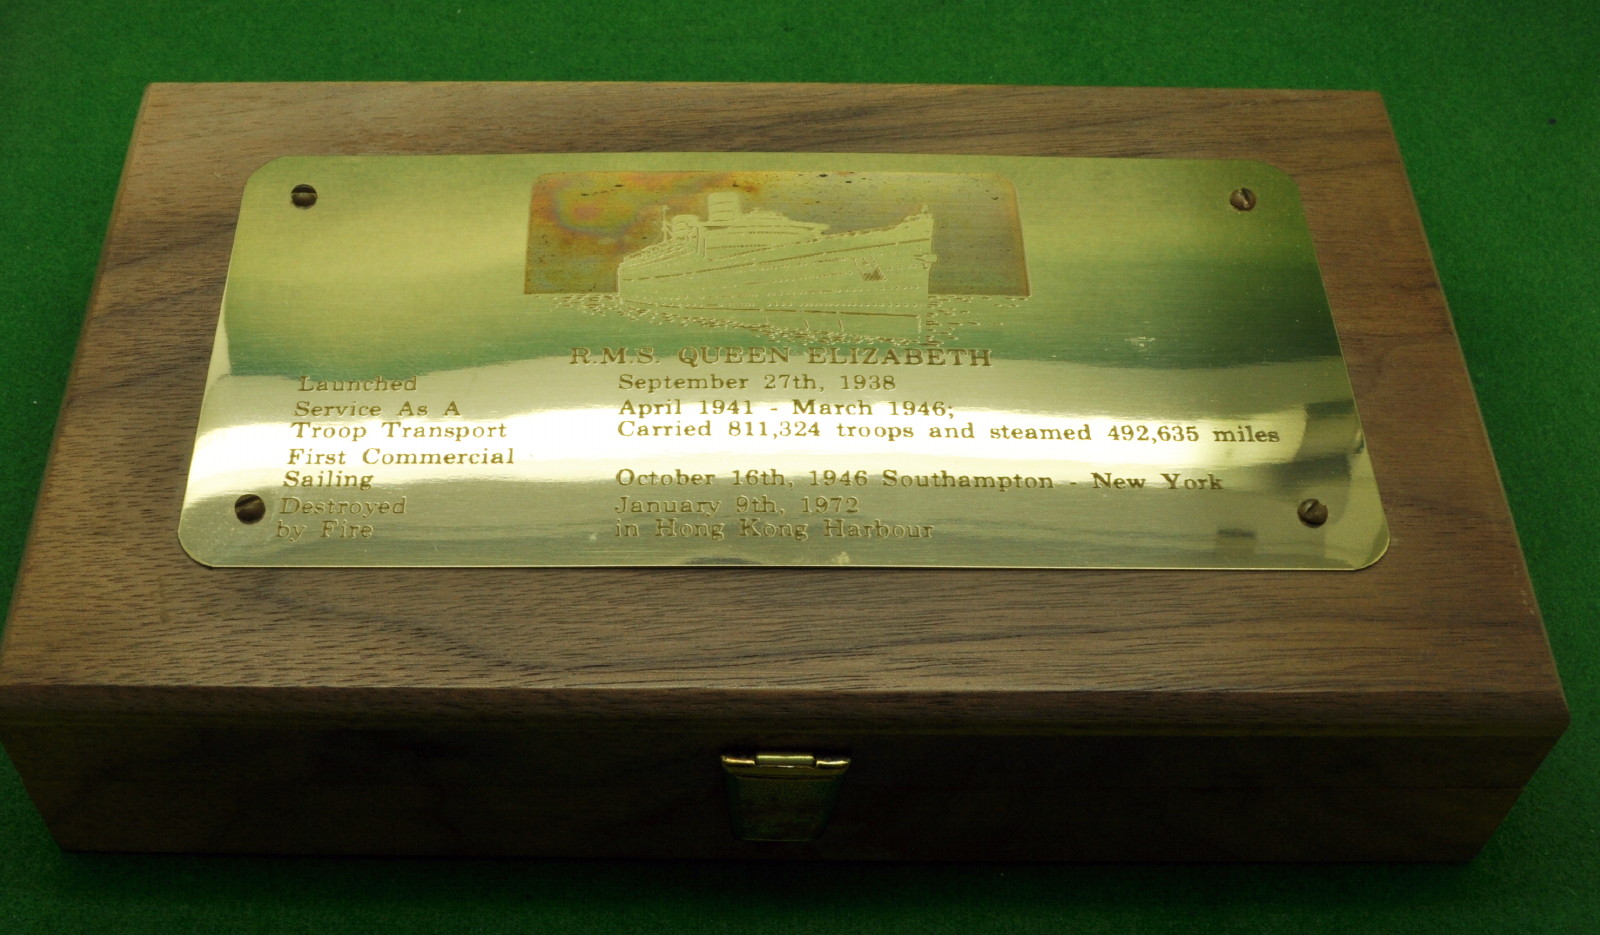 R.M.S. QUEEN ELIZABETH
Launched September 27th, 1938
Service As A April 1941 - March 1946;
Troop Transport Carried 811,324 troops and steamed 492,635 miles
First Commercial
Sailing October 16th, 1946 Southampton - New York
Destroyed January 9th, 1972
by Fire in Hong Kong Harbour